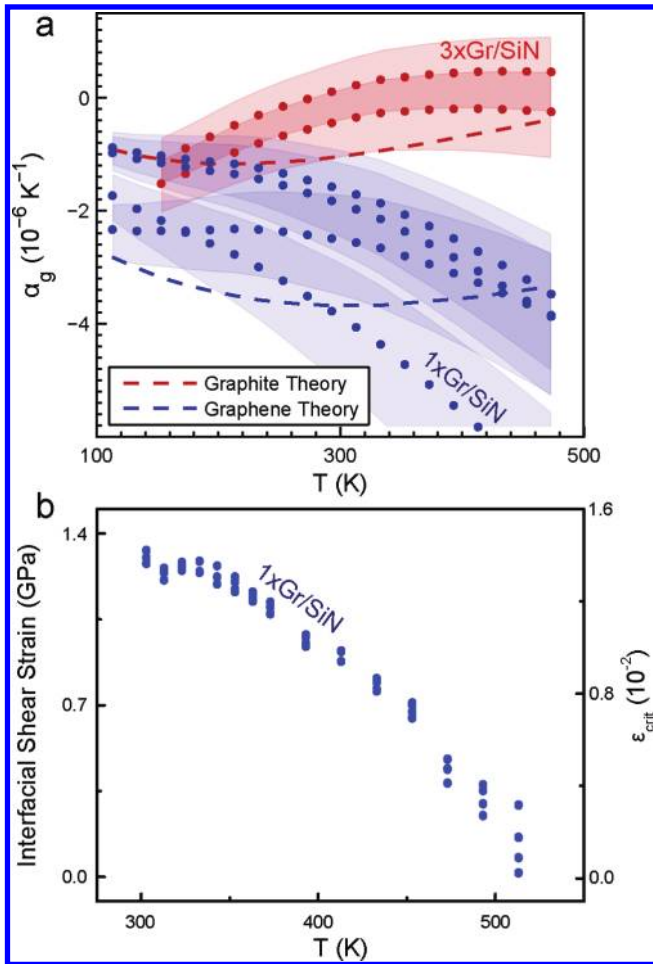 a
3xGr/SiN
0
−2
−4
αg (10⁻⁶ K⁻¹)
1xGr/SiN
Graphite Theory
Graphene Theory
100
300
500
T (K)
b
1.4
0.7
0.0
Interfacial Shear Strain (GPa)
1xGr/SiN
1.6
0.8
0.0
εcrit (10⁻²)
300
400
500
T (K)